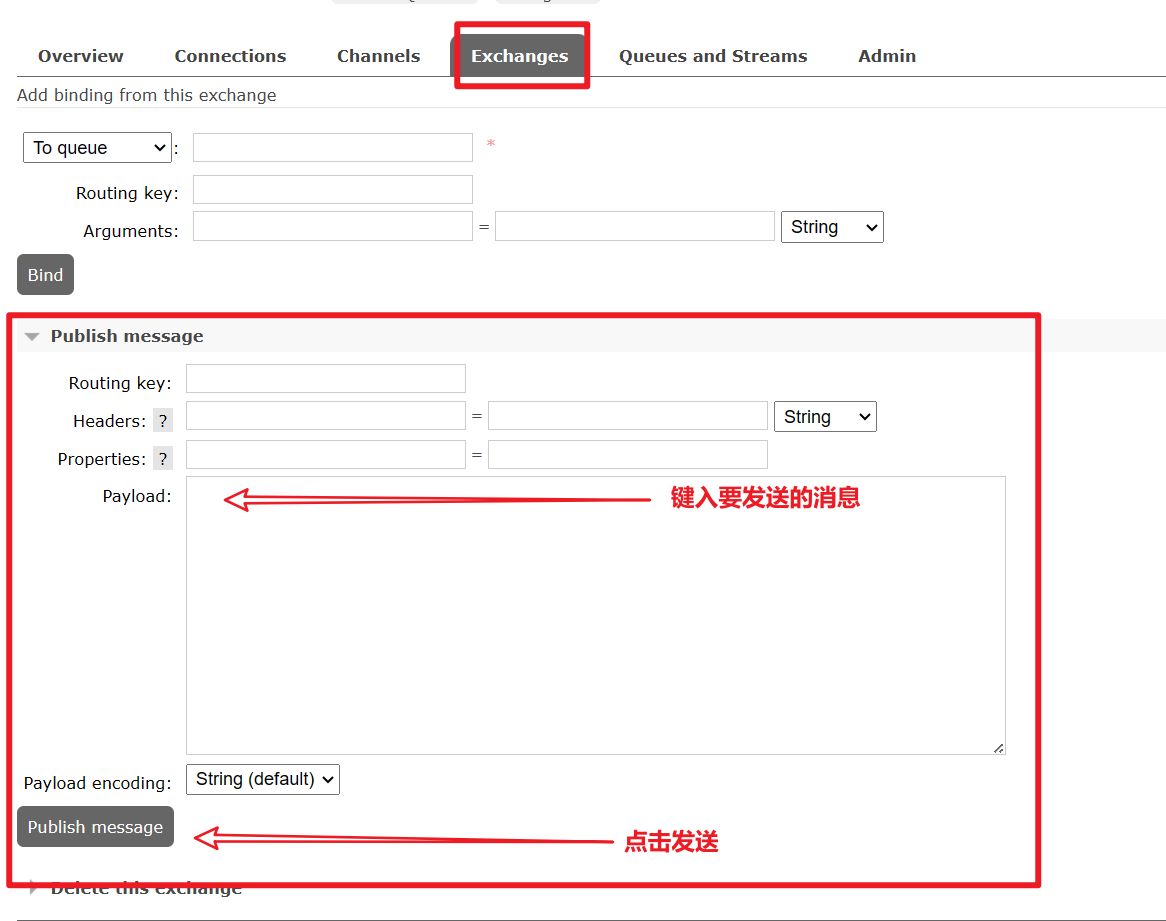 Overview Connections Channels Exchanges Queues and Streams Admin
Add binding from this exchange
To queue : *
Routing key:
Arguments: = String
Bind
Publish message
Routing key:
Headers: ? = String
Properties: ? =
Payload: 键入要发送的消息
Payload encoding: String (default)
Publish message 点击发送
Delete this exchange